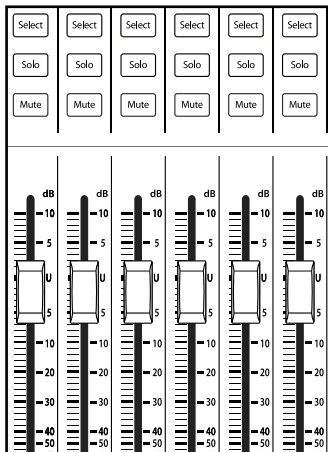 Select Select Select Select Select Select
Solo Solo Solo Solo Solo Solo
Mute Mute Mute Mute Mute Mute
dB dB dB dB dB dB
10 10 10 10 10 10
5 5 5 5 5 5
U U U U U U
5 5 5 5 5 5
10 10 10 10 10 10
20 20 20 20 20 20
30 30 30 30 30 30
40 40 40 40 40 40
50 50 50 50 50 50